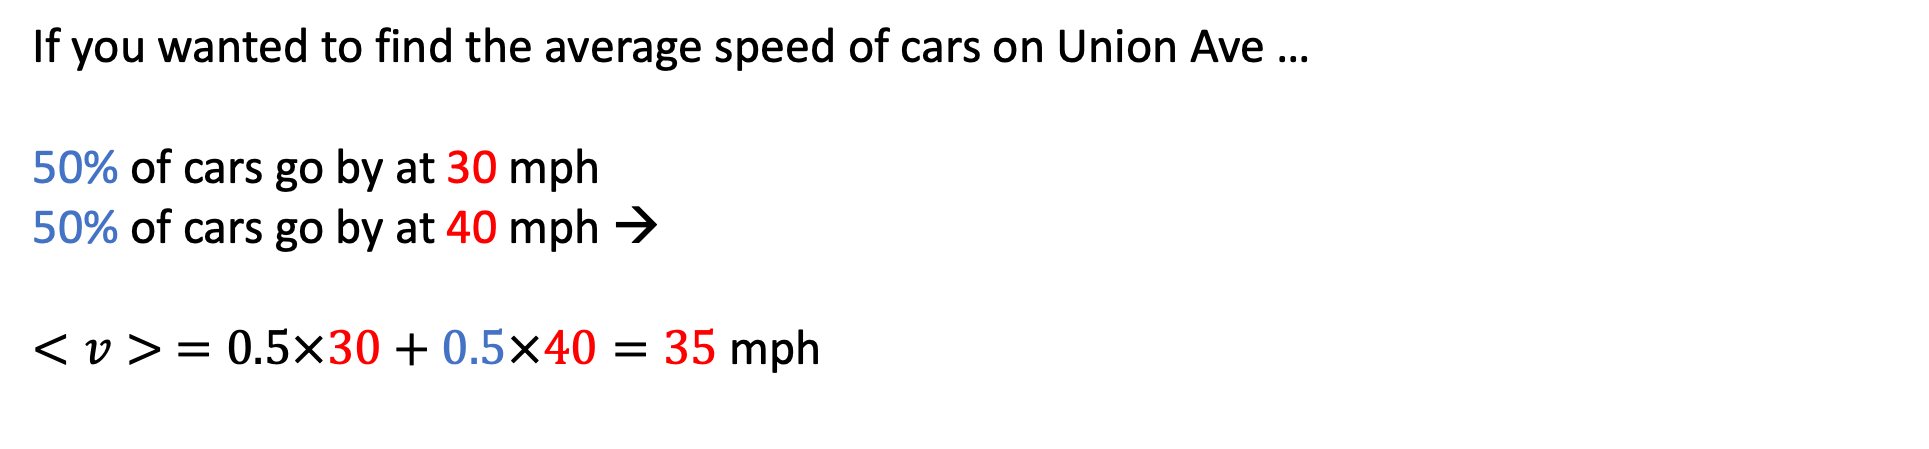 If you wanted to find the average speed of cars on Union Ave ...
50% of cars go by at 30 mph
50% of cars go by at 40 mph →
< v > = 0.5×30 + 0.5×40 = 35 mph